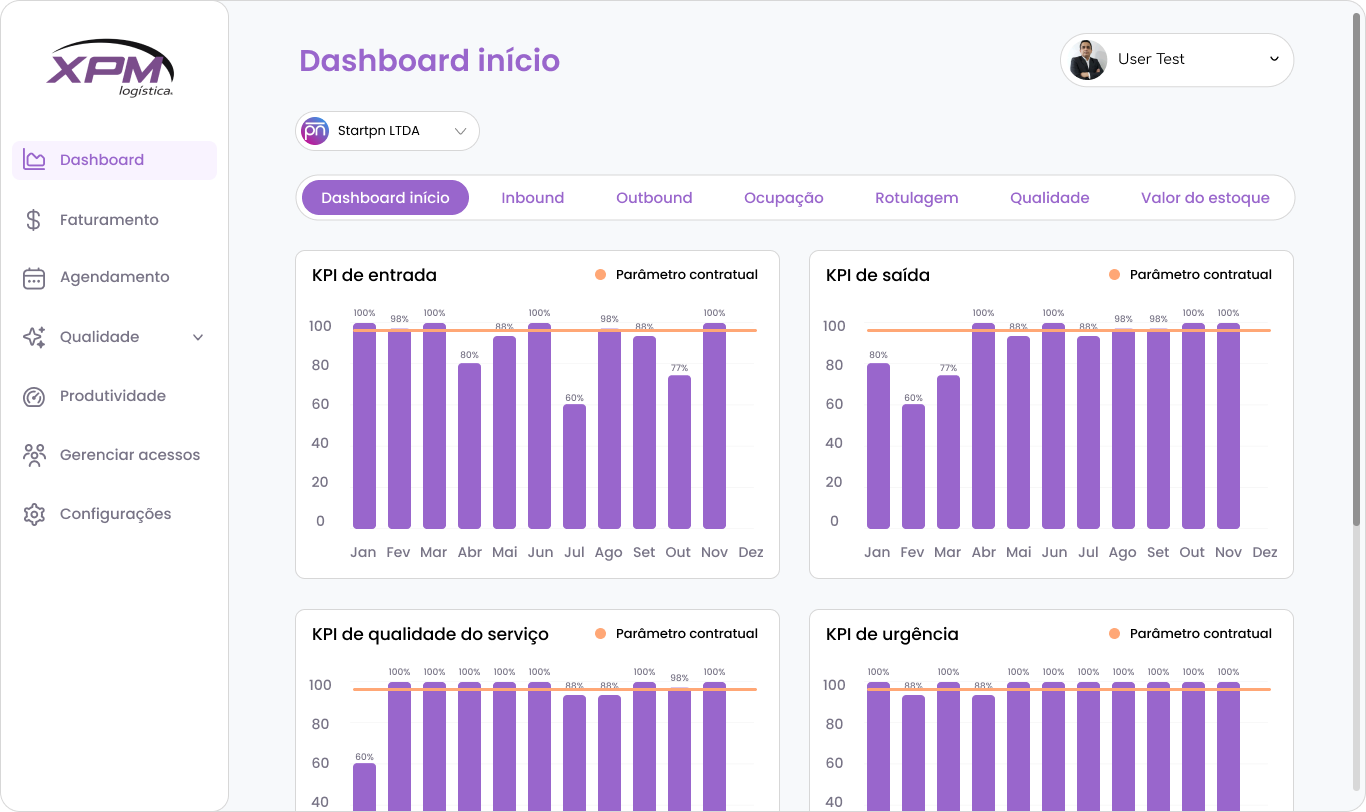 XPM
logística.
Dashboard
Faturamento
Agendamento
Qualidade
Produtividade
Gerenciar acessos
Configurações
Dashboard início
User Test
pn
Startpn LTDA
Dashboard início Inbound Outbound Ocupação Rotulagem Qualidade Valor do estoque
KPI de entrada
Parâmetro contratual
100% 98% 100% 80% 88% 100% 60% 98% 88% 77% 100%
100
80
60
40
20
0
Jan Fev Mar Abr Mai Jun Jul Ago Set Out Nov Dez
KPI de saída
Parâmetro contratual
80% 60% 77% 100% 88% 100% 88% 98% 98% 100% 100%
100
80
60
40
20
0
Jan Fev Mar Abr Mai Jun Jul Ago Set Out Nov Dez
KPI de qualidade do serviço
Parâmetro contratual
60% 100% 100% 100% 100% 100% 88% 88% 100% 98% 100%
100
80
60
40
KPI de urgência
Parâmetro contratual
100% 88% 100% 88% 100% 100% 100% 100% 100% 100% 100%
100
80
60
40